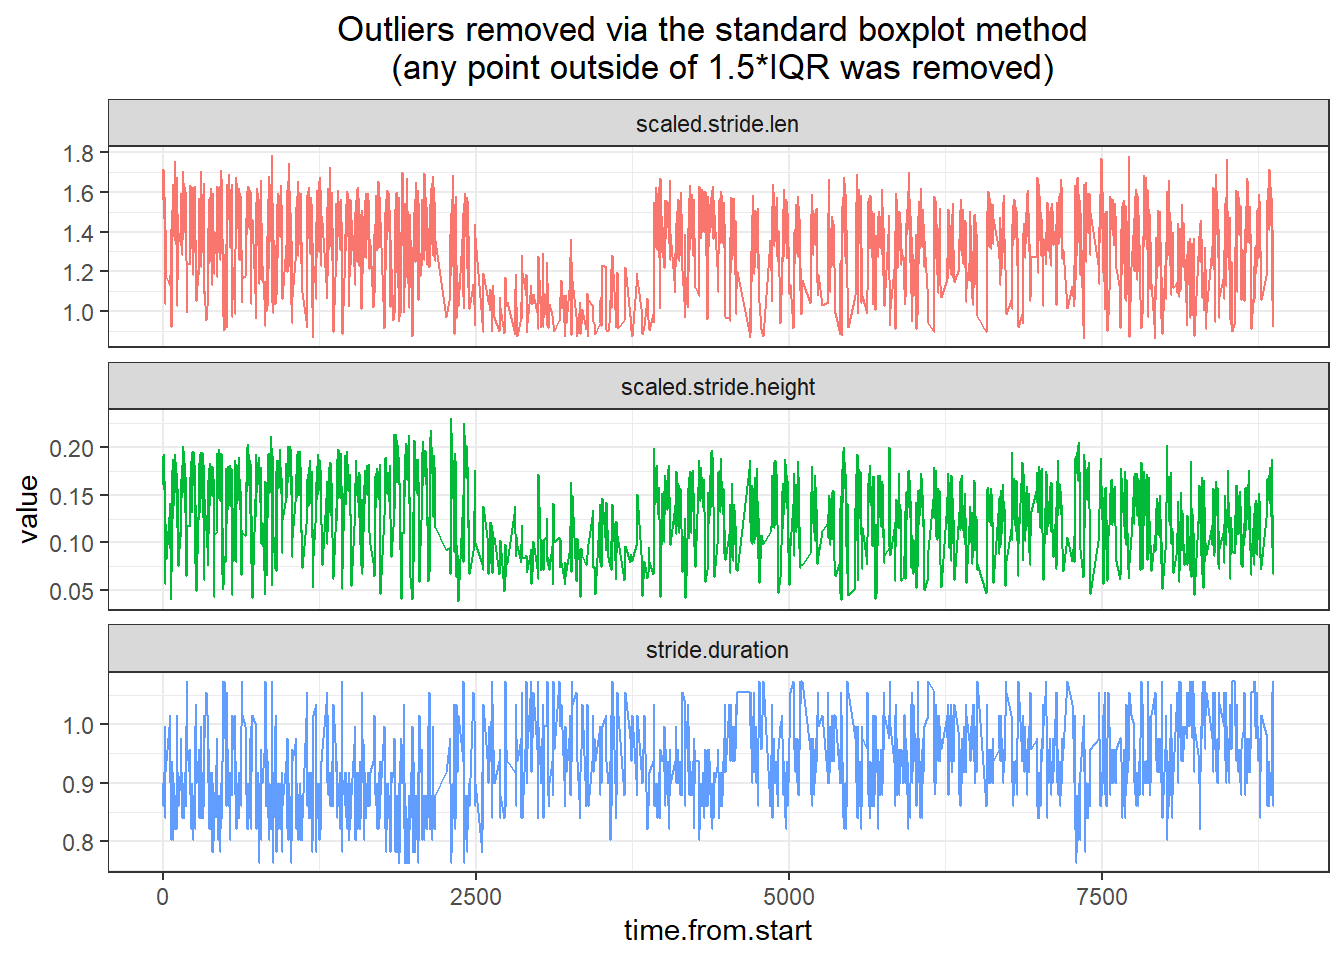 Outliers removed via the standard boxplot method
(any point outside of 1.5*IQR was removed)
scaled.stride.len
1.8
1.6
1.4
1.2
1.0
scaled.stride.height
0.20
0.15
0.10
0.05
value
stride.duration
1.0
0.9
0.8
0
2500
5000
7500
time.from.start